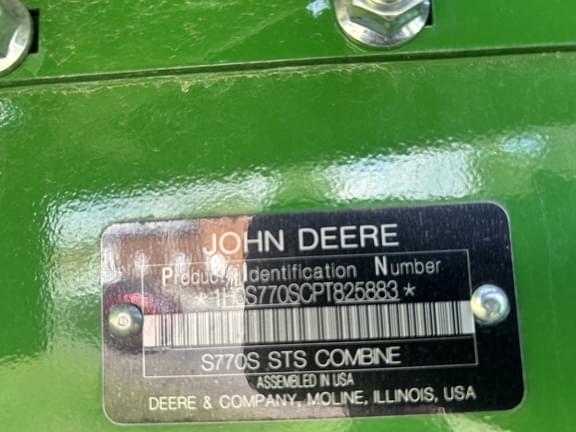 JOHN DEERE
Product Identification Number
*1H0S770SCPT825883*
S770S STS COMBINE
ASSEMBLED IN USA
DEERE & COMPANY, MOLINE, ILLINOIS, USA